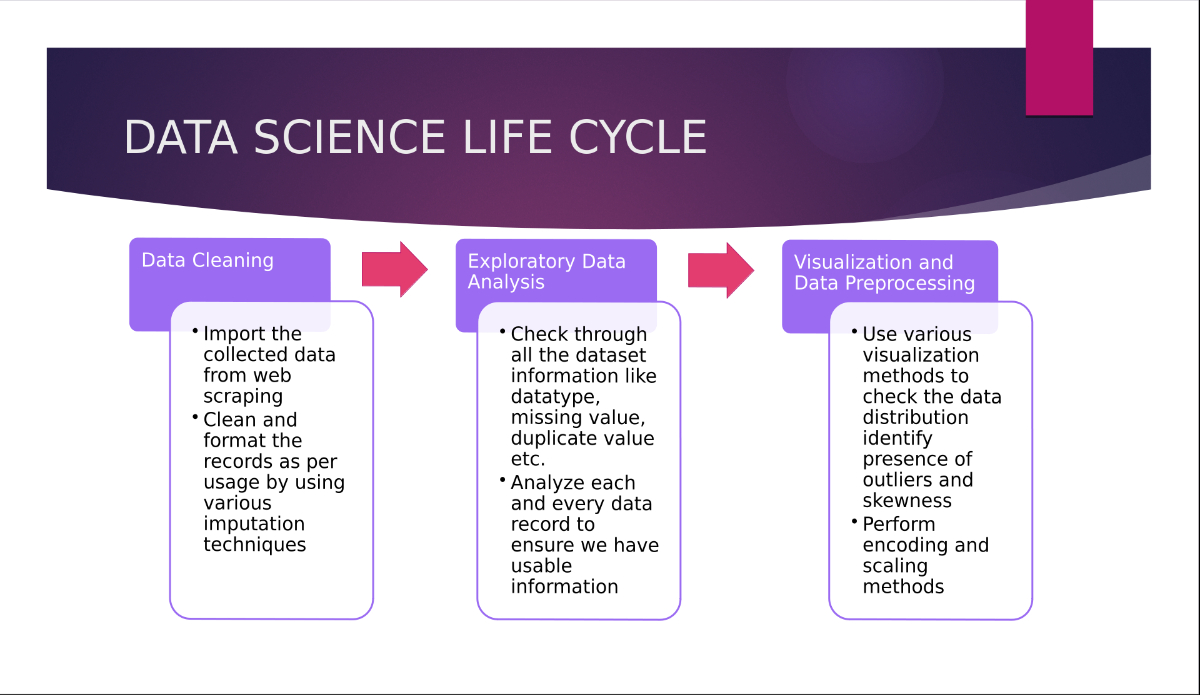 DATA SCIENCE LIFE CYCLE
Data Cleaning
• Import the
collected data
from web
scraping
• Clean and
format the
records as per
usage by using
various
imputation
techniques
Exploratory Data
Analysis
• Check through
all the dataset
information like
datatype,
missing value,
duplicate value
etc.
• Analyze each
and every data
record to
ensure we have
usable
information
Visualization and
Data Preprocessing
• Use various
visualization
methods to
check the data
distribution
identify
presence of
outliers and
skewness
• Perform
encoding and
scaling
methods